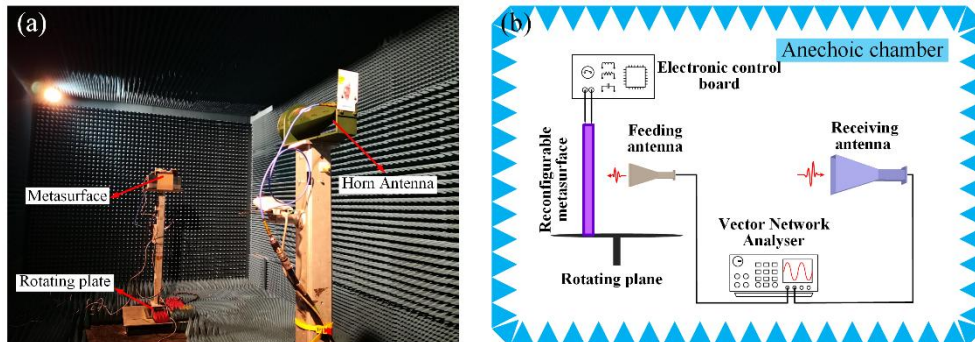 (a)
Metasurface
Horn Antenna
Rotating plate
(b)
Anechoic chamber
Electronic control
board
Reconfigurable
metasurface
Feeding
antenna
Receiving
antenna
Vector Network
Analyser
Rotating plane